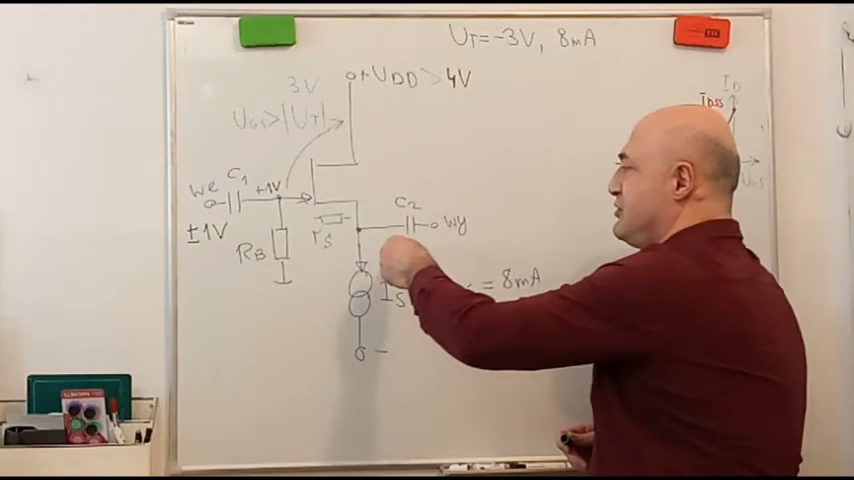 UT=-3V, 8mA
+UDD>4V
3V
UGS>|UT|
ID
IDSS
UGS
we
C1
+1V
±1V
RB
rS
C2
wy
IS
= 8mA
-